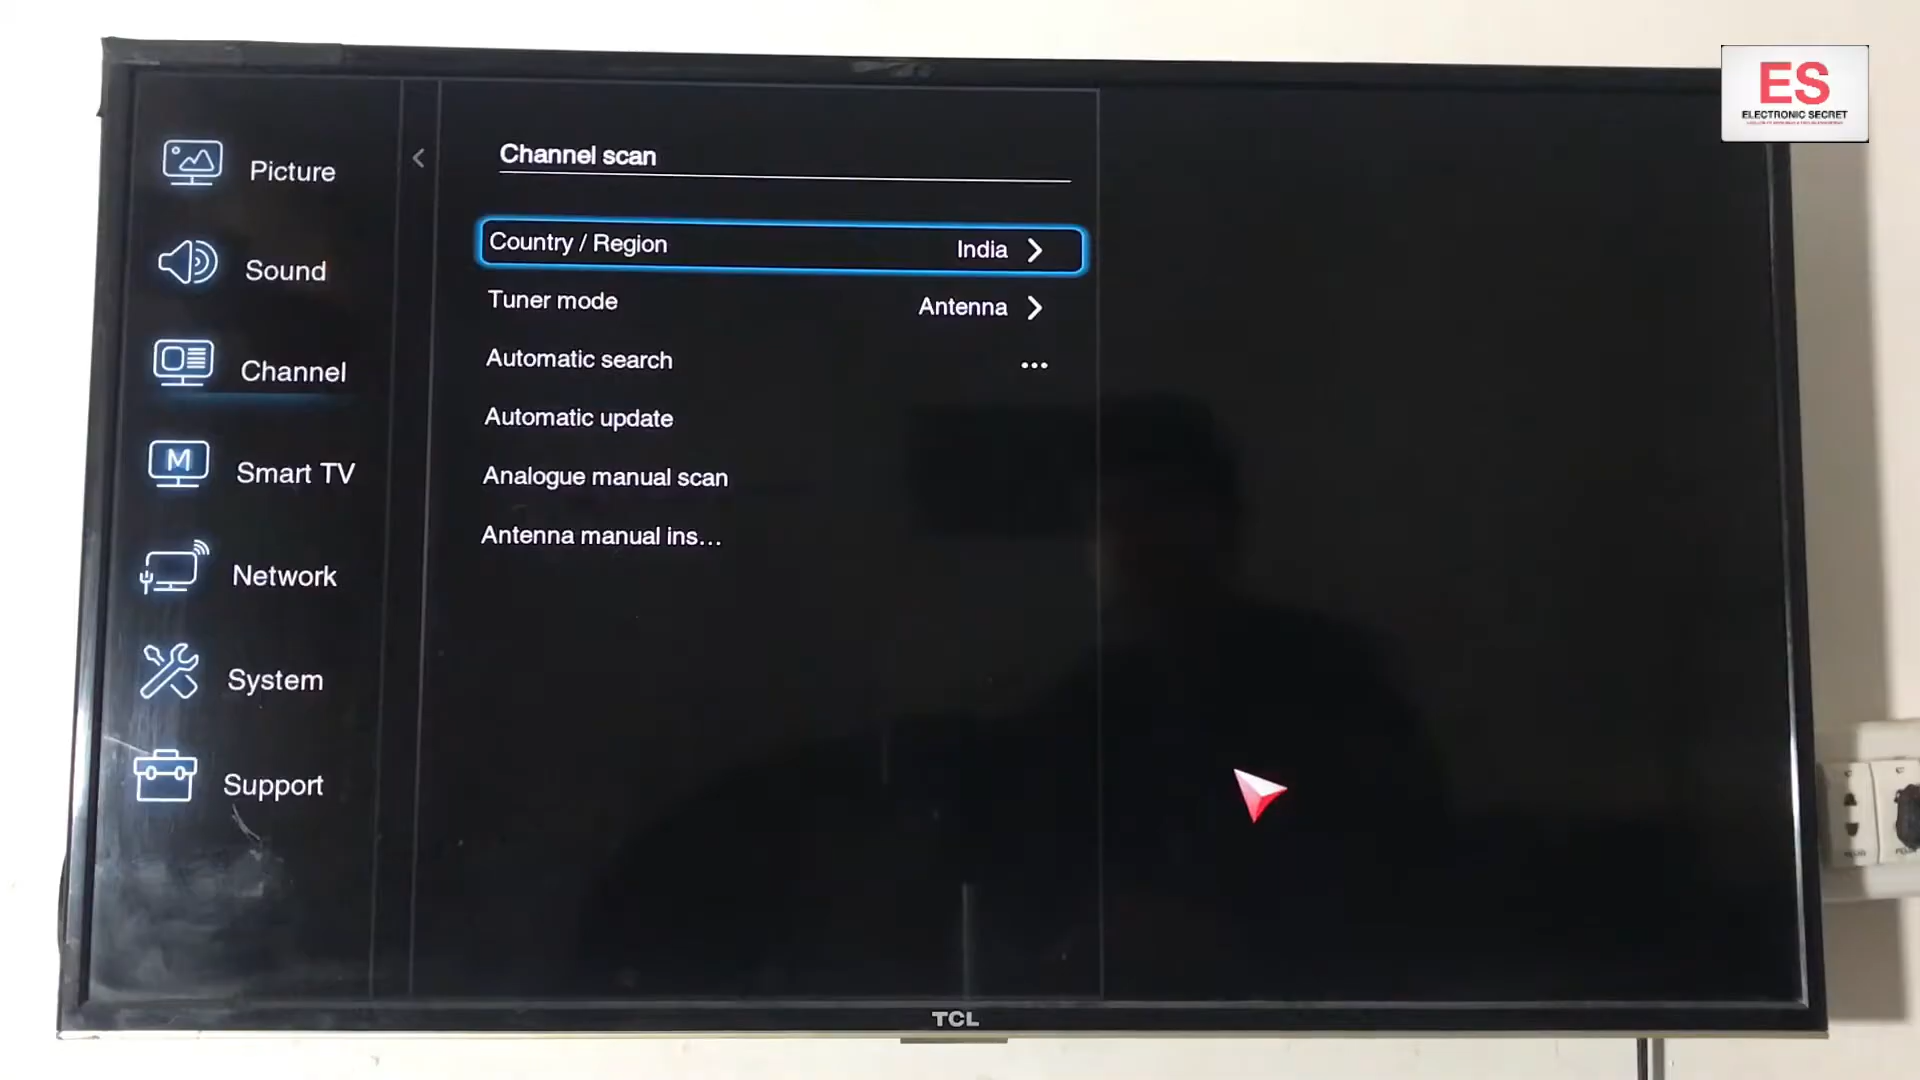 ES
ELECTRONIC SECRET
Picture
Sound
Channel
M
Smart TV
Network
System
Support
Channel scan
Country / Region India
Tuner mode Antenna
Automatic search ...
Automatic update
Analogue manual scan
Antenna manual ins...
TCL